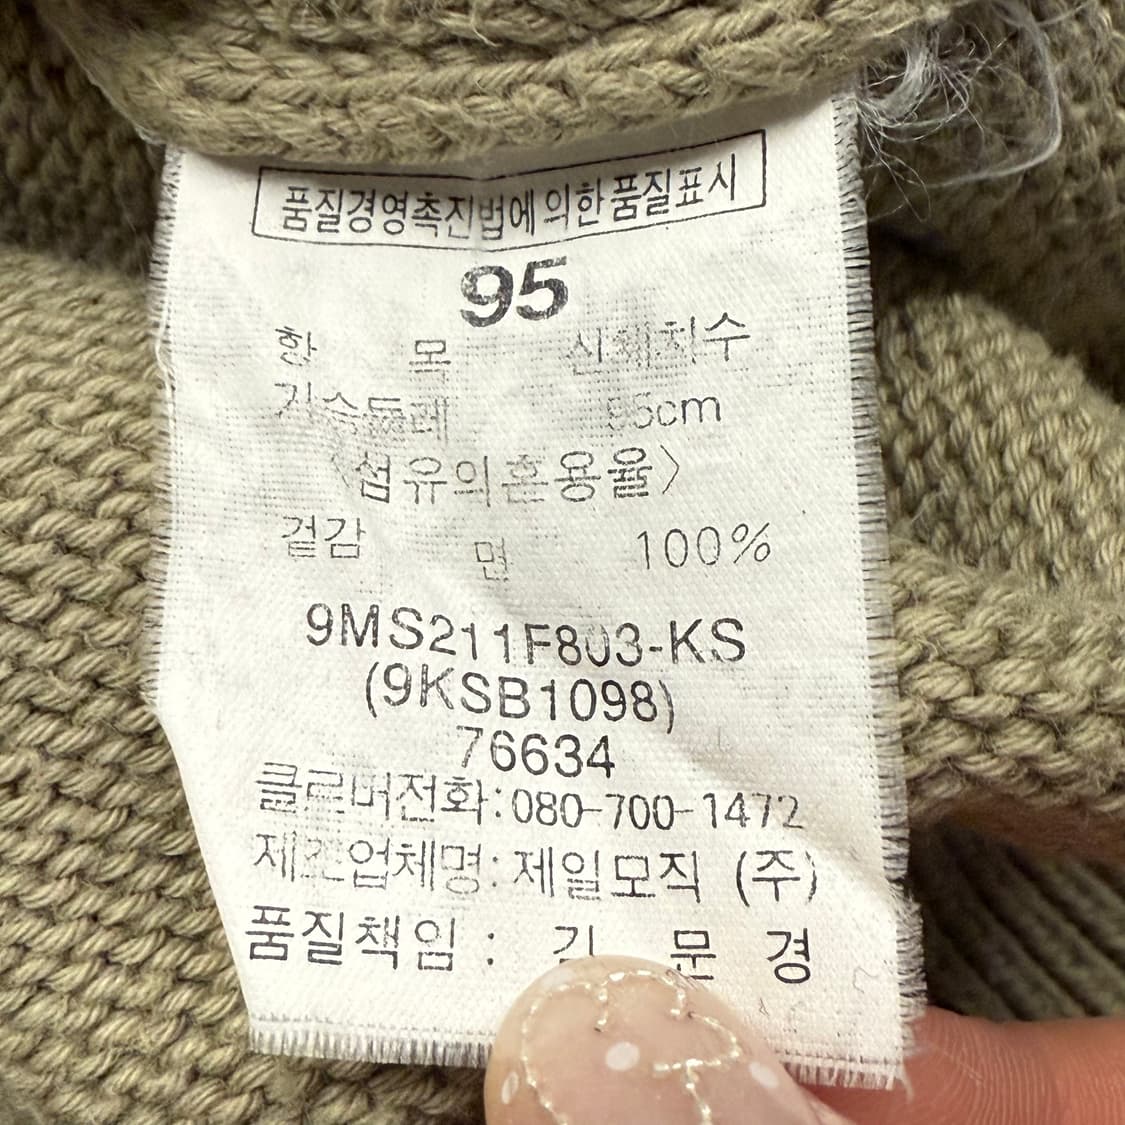 품질경영촉진법에의한품질표시
95
항 목 신체치수
가슴둘레 95cm
〈섬유의혼용율〉
겉감 면 100%
9MS211F803-KS
(9KSB1098)
76634
클로버전화:080-700-1472
제조업체명:제일모직 (주)
품질책임 : 김 문 경